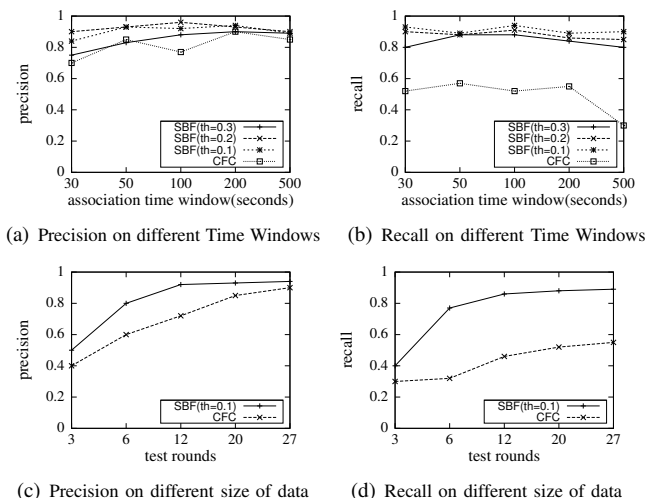 precision
1
0.8
0.6
0.4
0.2
0
SBF(th=0.3)
SBF(th=0.2)
SBF(th=0.1)
CFC
30 50 100 200 500
association time window(seconds)
(a) Precision on different Time Windows
recall
1
0.8
0.6
0.4
0.2
0
SBF(th=0.3)
SBF(th=0.2)
SBF(th=0.1)
CFC
30 50 100 200 500
association time window(seconds)
(b) Recall on different Time Windows
precision
1
0.8
0.6
0.4
0.2
0
SBF(th=0.1)
CFC
3 6 12 20 27
test rounds
(c) Precision on different size of data
recall
1
0.8
0.6
0.4
0.2
0
SBF(th=0.1)
CFC
3 6 12 20 27
test rounds
(d) Recall on different size of data